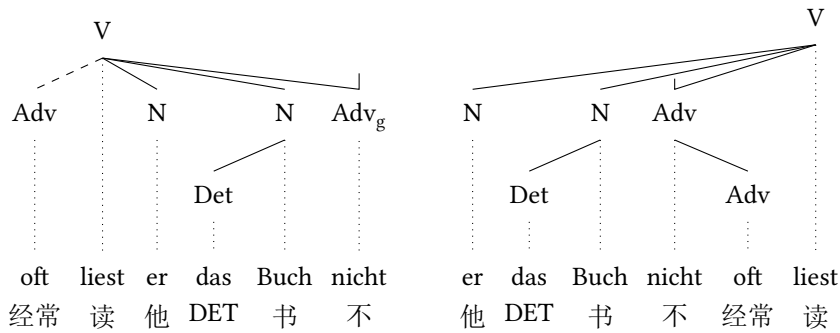 V V
Adv N N Adv_g N N Adv
Det Det Adv
oft liest er das Buch nicht er das Buch nicht oft liest
经常 读 他 DET 书 不 他 DET 书 不 经常 读